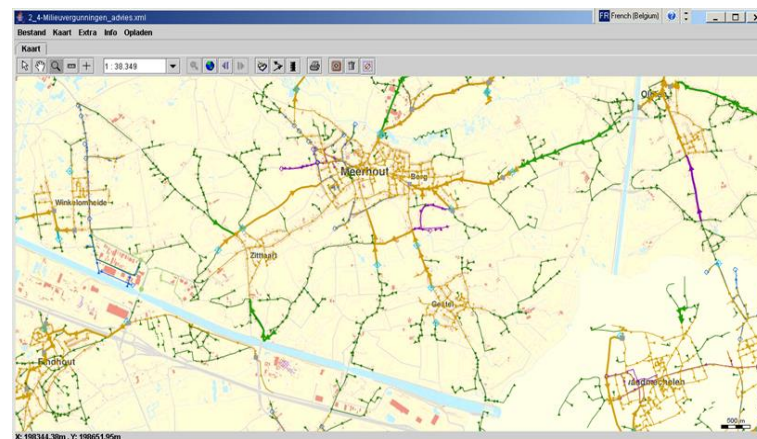 2_4-Milieuvergunningen_advies.xml
FR French (Belgium)
Bestand Kaart Extra Info Opladen
Kaart
1 : 38.349
Meerhout
Berg
Winkelomheide
Zittaart
Gestel
Eindhout
500 m
X: 198344.38m , Y: 198651.95m